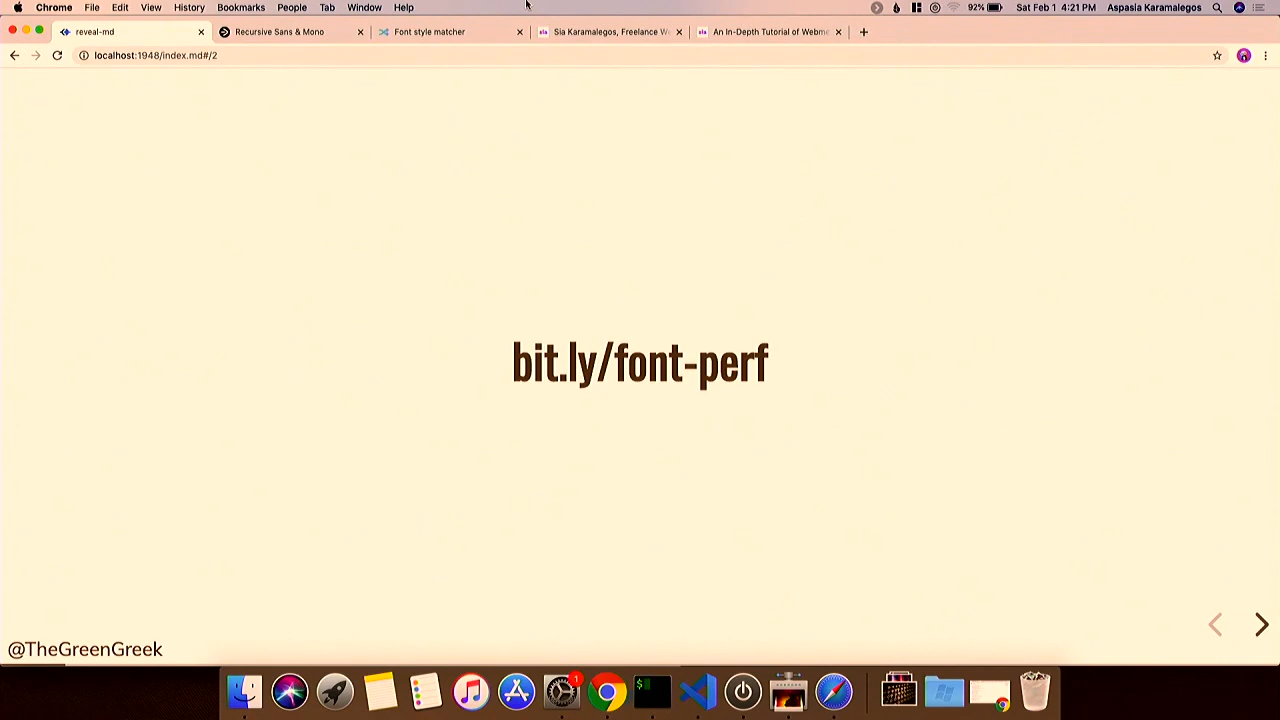 Chrome File Edit View History Bookmarks People Tab Window Help 92% Sat Feb 1 4:21 PM Aspasia Karamalegos
reveal-md Recursive Sans & Mono Font style matcher Sia Karamalegos, Freelance W An In-Depth Tutorial of Webme
localhost:1948/index.md#/2
bit.ly/font-perf
@TheGreenGreek
1
$